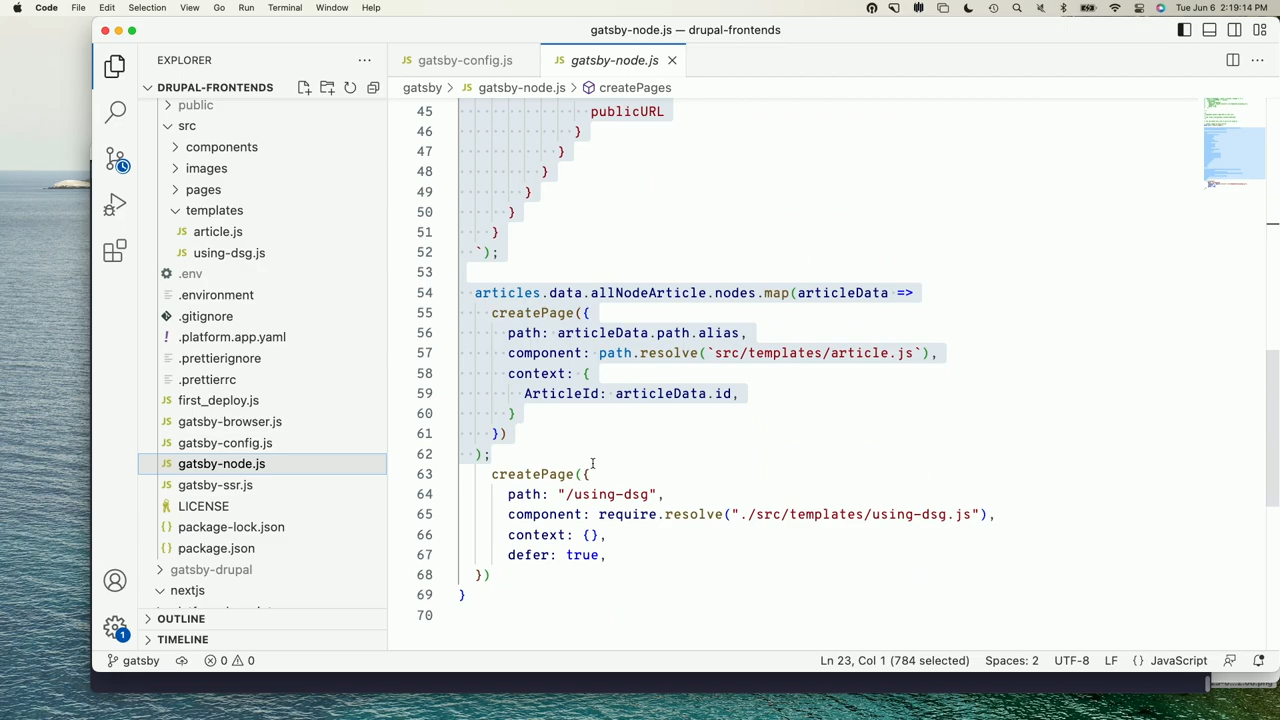 Code File Edit Selection View Go Run Terminal Window Help Tue Jun 6 2:19:14 PM
gatsby-node.js — drupal-frontends
EXPLORER
gatsby-config.js
gatsby-node.js
DRUPAL-FRONTENDS
gatsby > gatsby-node.js > createPages
public
src
components
images
pages
templates
article.js
using-dsg.js
.env
.environment
.gitignore
.platform.app.yaml
.prettierignore
.prettierrc
first_deploy.js
gatsby-browser.js
gatsby-config.js
gatsby-node.js
gatsby-ssr.js
LICENSE
package-lock.json
package.json
gatsby-drupal
nextjs
OUTLINE
TIMELINE
45 publicURL
46 }
47 }
48 }
49 }
50 }
51 }
52 `);
53
54 articles.data.allNodeArticle.nodes.map(articleData =>
55 createPage({
56 path: articleData.path.alias,
57 component: path.resolve(`src/templates/article.js`),
58 context: {
59 ArticleId: articleData.id,
60 }
61 })
62 );
63 createPage({
64 path: "/using-dsg",
65 component: require.resolve("./src/templates/using-dsg.js"),
66 context: {},
67 defer: true,
68 })
69 }
70
gatsby 0 0 Ln 23, Col 1 (784 selected) Spaces: 2 UTF-8 LF {} JavaScript
1